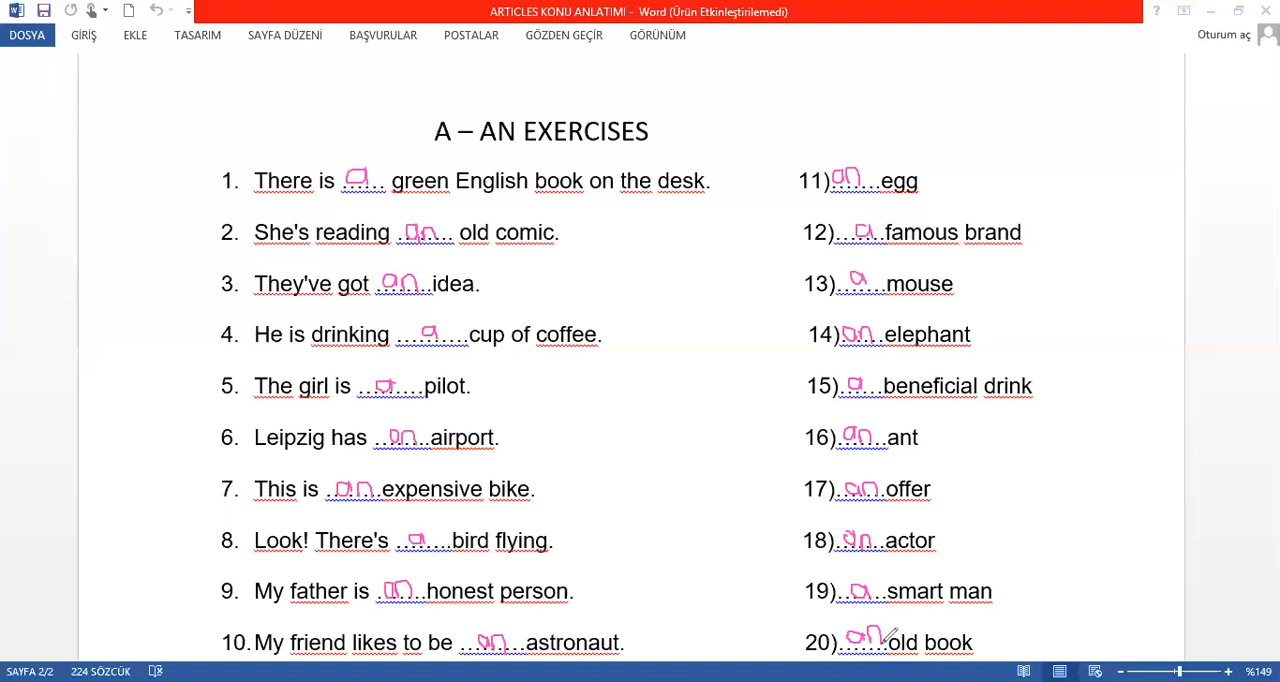 ARTICLES KONU ANLATIMI - Word (Ürün Etkinleştirilemedi)
DOSYA GİRİŞ EKLE TASARIM SAYFA DÜZENİ BAŞVURULAR POSTALAR GÖZDEN GEÇİR GÖRÜNÜM Oturum aç
A – AN EXERCISES
1. There is ...a... green English book on the desk.
2. She's reading ...an... old comic.
3. They've got ...an...idea.
4. He is drinking ....a.....cup of coffee.
5. The girl is ...a....pilot.
6. Leipzig has ...an...airport.
7. This is ...an...expensive bike.
8. Look! There's ...a....bird flying.
9. My father is ...an...honest person.
10. My friend likes to be ...an....astronaut.
11)...an...egg
12)...a...famous brand
13)...a...mouse
14)...an...elephant
15)...a...beneficial drink
16)...an...ant
17)...an...offer
18)...an...actor
19)...a...smart man
20)...an...old book
SAYFA 2/2 224 SÖZCÜK %149